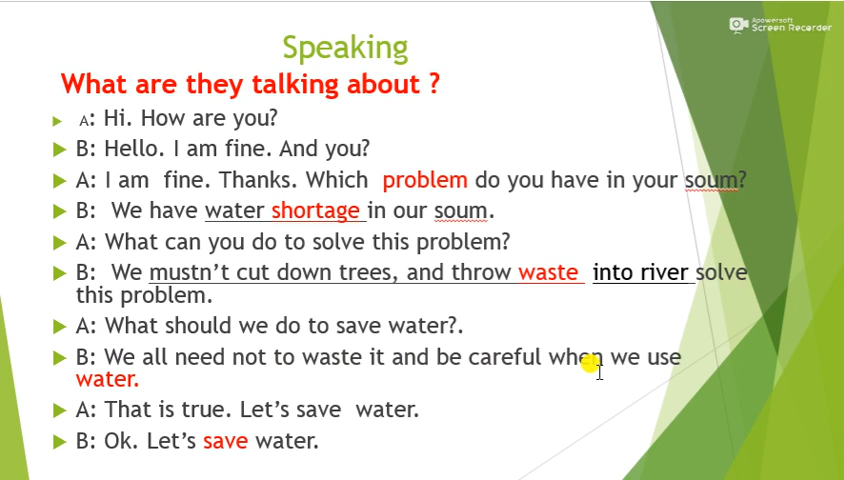 Apowersoft
Screen Recorder
Speaking
What are they talking about ?
A: Hi. How are you?
B: Hello. I am fine. And you?
A: I am fine. Thanks. Which problem do you have in your soum?
B: We have water shortage in our soum.
A: What can you do to solve this problem?
B: We mustn’t cut down trees, and throw waste into river solve
this problem.
A: What should we do to save water?.
B: We all need not to waste it and be careful when we use
water.
A: That is true. Let’s save water.
B: Ok. Let’s save water.